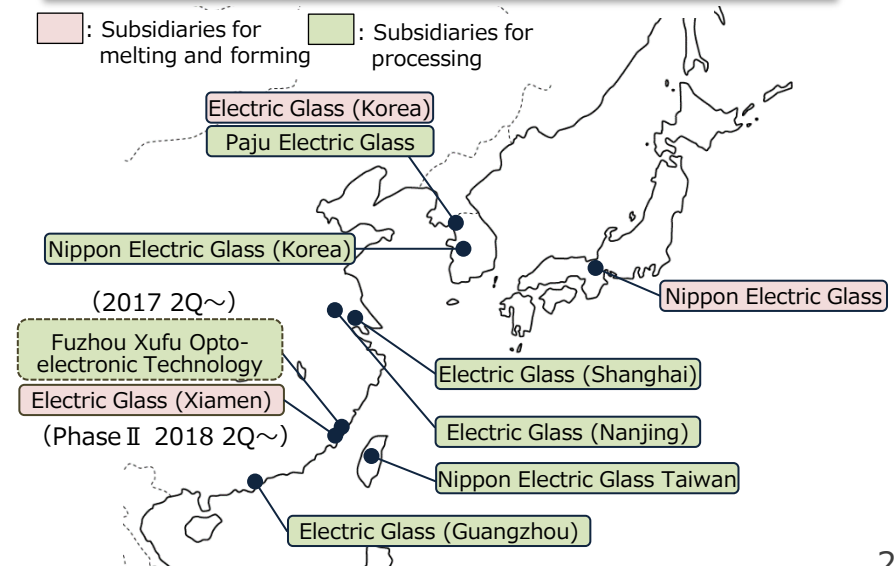 : Subsidiaries for
melting and forming
: Subsidiaries for
processing
Electric Glass (Korea)
Paju Electric Glass
Nippon Electric Glass (Korea)
Nippon Electric Glass
（2017 2Q～）
Fuzhou Xufu Opto-
electronic Technology
Electric Glass (Xiamen)
（Phase Ⅱ 2018 2Q～）
Electric Glass (Shanghai)
Electric Glass (Nanjing)
Nippon Electric Glass Taiwan
Electric Glass (Guangzhou)